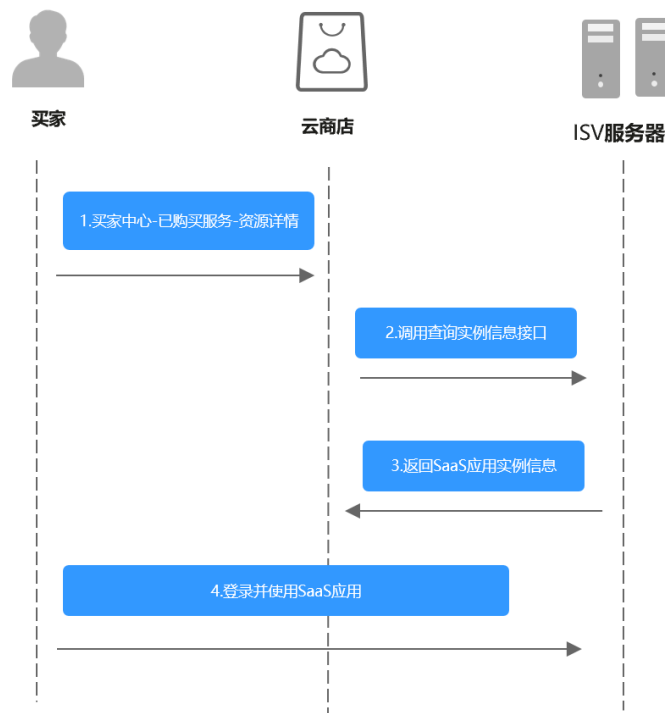 买家
云商店
ISV服务器
1.买家中心-已购买服务-资源详情
2.调用查询实例信息接口
3.返回SaaS应用实例信息
4.登录并使用SaaS应用